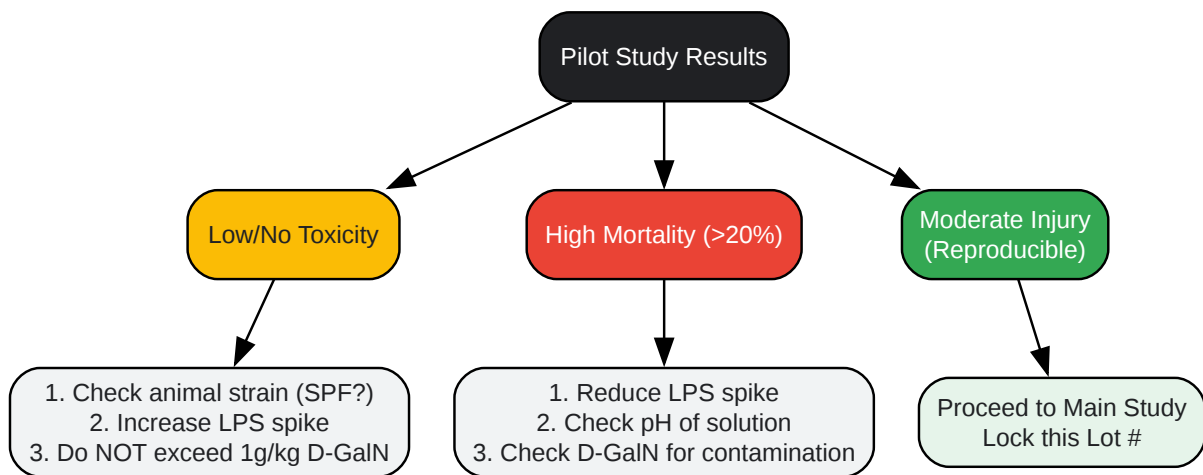 Pilot Study Results
Low/No Toxicity
High Mortality (>20%)
Moderate Injury
(Reproducible)
1. Check animal strain (SPF?)
2. Increase LPS spike
3. Do NOT exceed 1g/kg D-GalN
1. Reduce LPS spike
2. Check pH of solution
3. Check D-GalN for contamination
Proceed to Main Study
Lock this Lot #